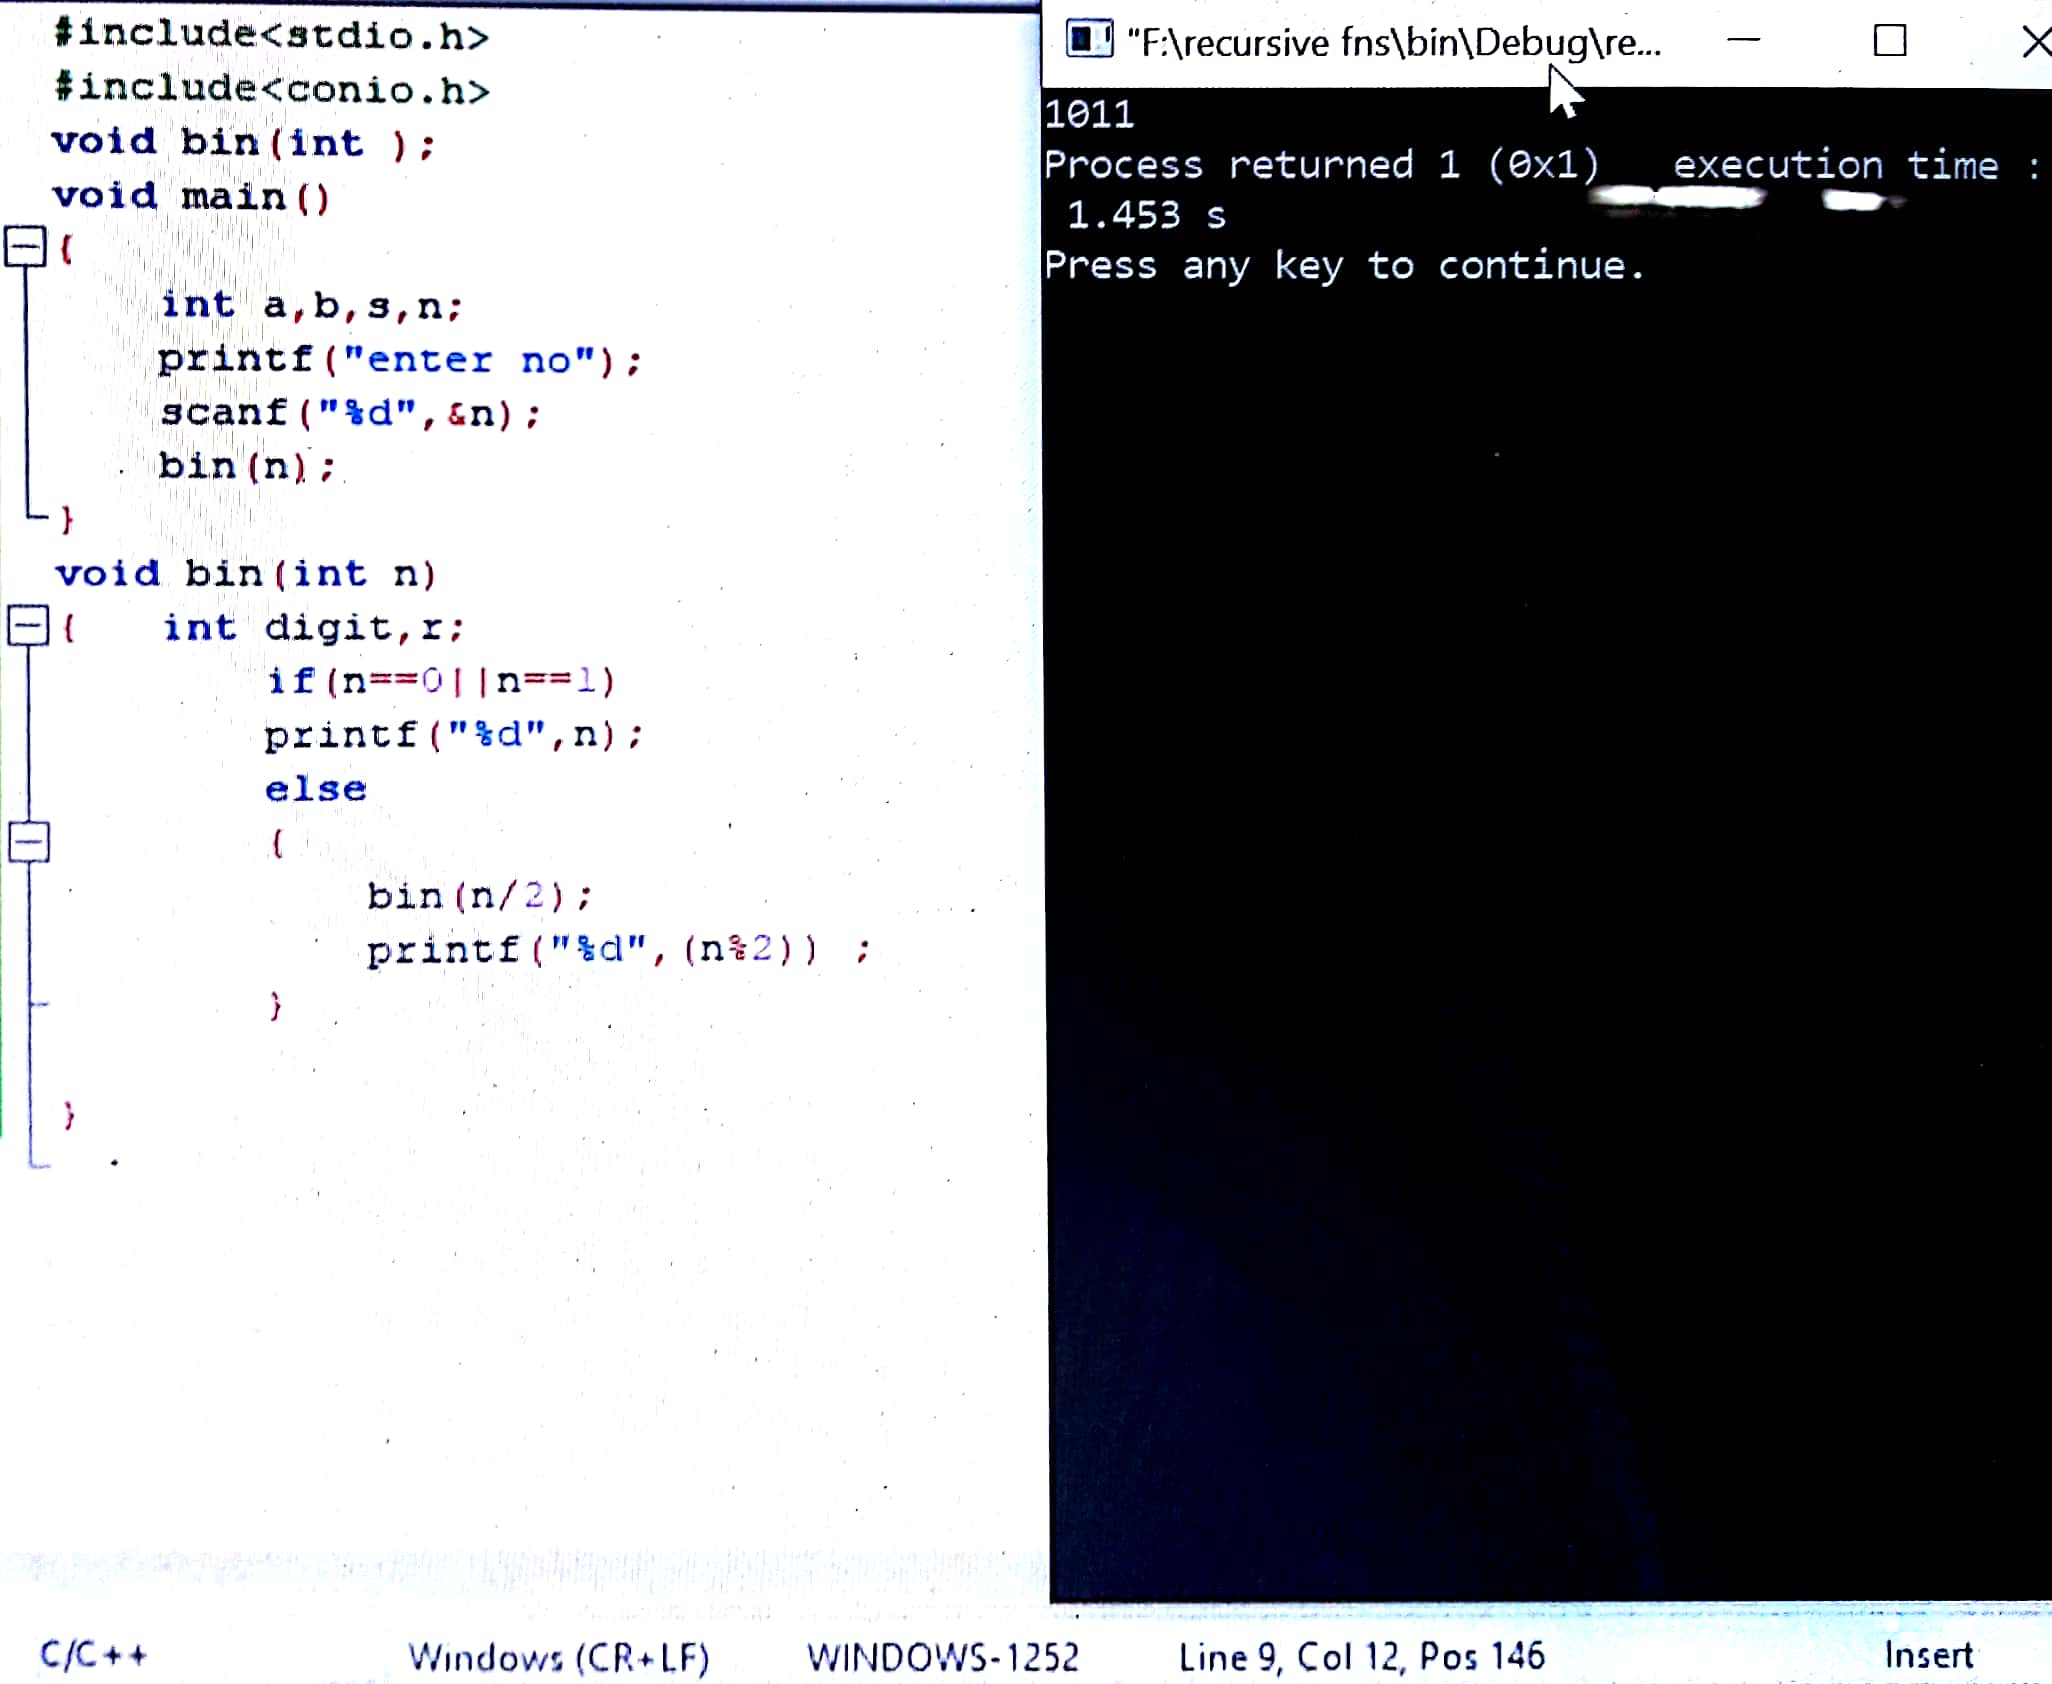 #include<stdio.h>
#include<conio.h>
void bin(int );
void main()
{
int a,b,s,n;
printf("enter no");
scanf("%d",&n);
bin(n);
}
void bin(int n)
{ int digit,r;
if(n==0||n==1)
printf("%d",n);
else
{
bin(n/2);
printf("%d",(n%2)) ;
}
}
"F:\recursive fns\bin\Debug\re...
1011
Process returned 1 (0x1) execution time :
1.453 s
Press any key to continue.
C/C++ Windows (CR+LF) WINDOWS-1252 Line 9, Col 12, Pos 146 Insert